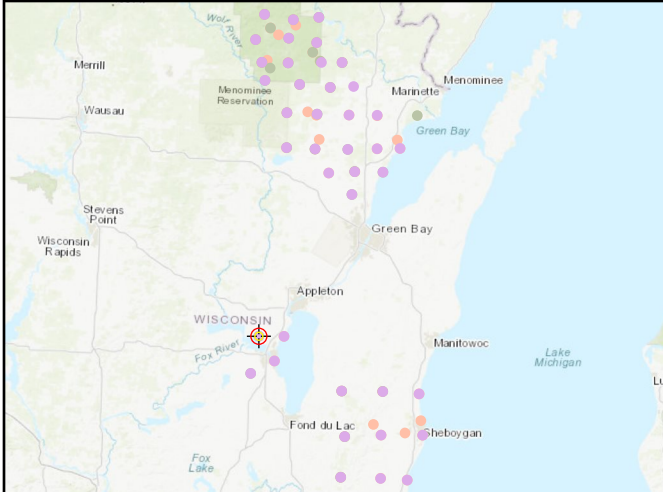 Wolf
River
Merrill
Menominee
Menominee
Reservation
Marinette
Wausau
Green Bay
Stevens
Point
Green Bay
Wisconsin
Rapids
Appleton
WISCONSIN
Fox River
Manitowoc
Lake
Michigan
Lu
Fond du Lac
Sheboygan
Fox
Lake